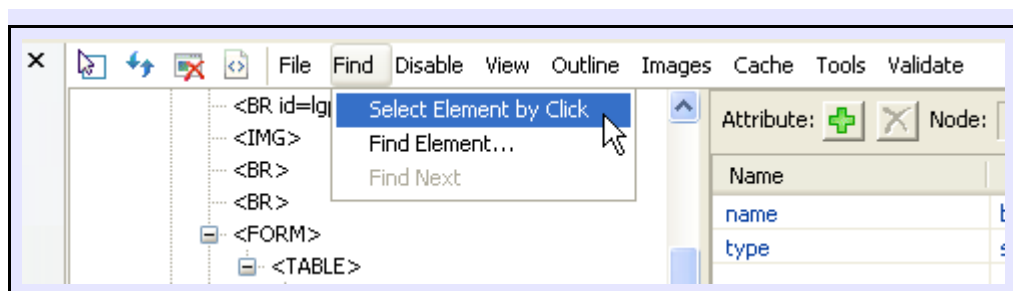 File Find Disable View Outline Images Cache Tools Validate
<BR id=lg
Select Element by Click
Attribute: Node:
<IMG>
Find Element...
<BR>
Find Next
Name
<BR>
name
<FORM>
type
<TABLE>